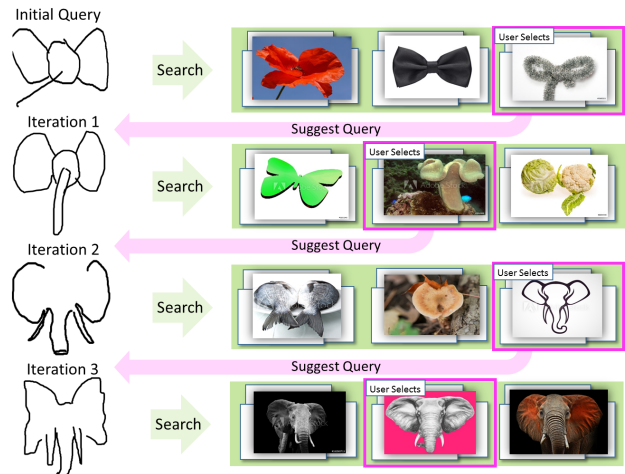 Initial Query
Search
User Selects
Suggest Query
Iteration 1
Search
User Selects
Suggest Query
Iteration 2
Search
User Selects
Suggest Query
Iteration 3
Search
User Selects